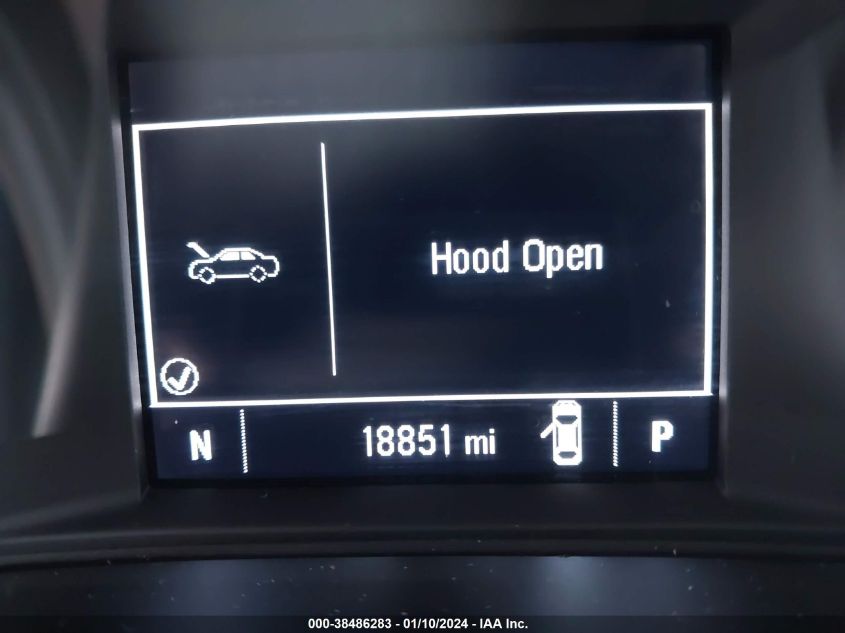 Hood Open
N 18851 mi P
000-38486283 - 01/10/2024 - IAA Inc.